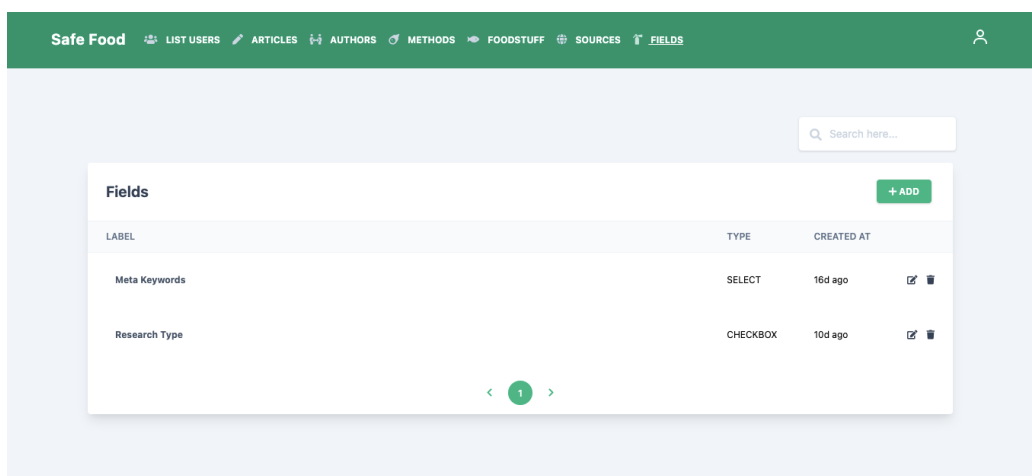 Safe Food LIST USERS ARTICLES AUTHORS METHODS FOODSTUFF SOURCES FIELDS
Search here...
Fields + ADD
LABEL TYPE CREATED AT
Meta Keywords SELECT 16d ago
Research Type CHECKBOX 10d ago
< 1 >